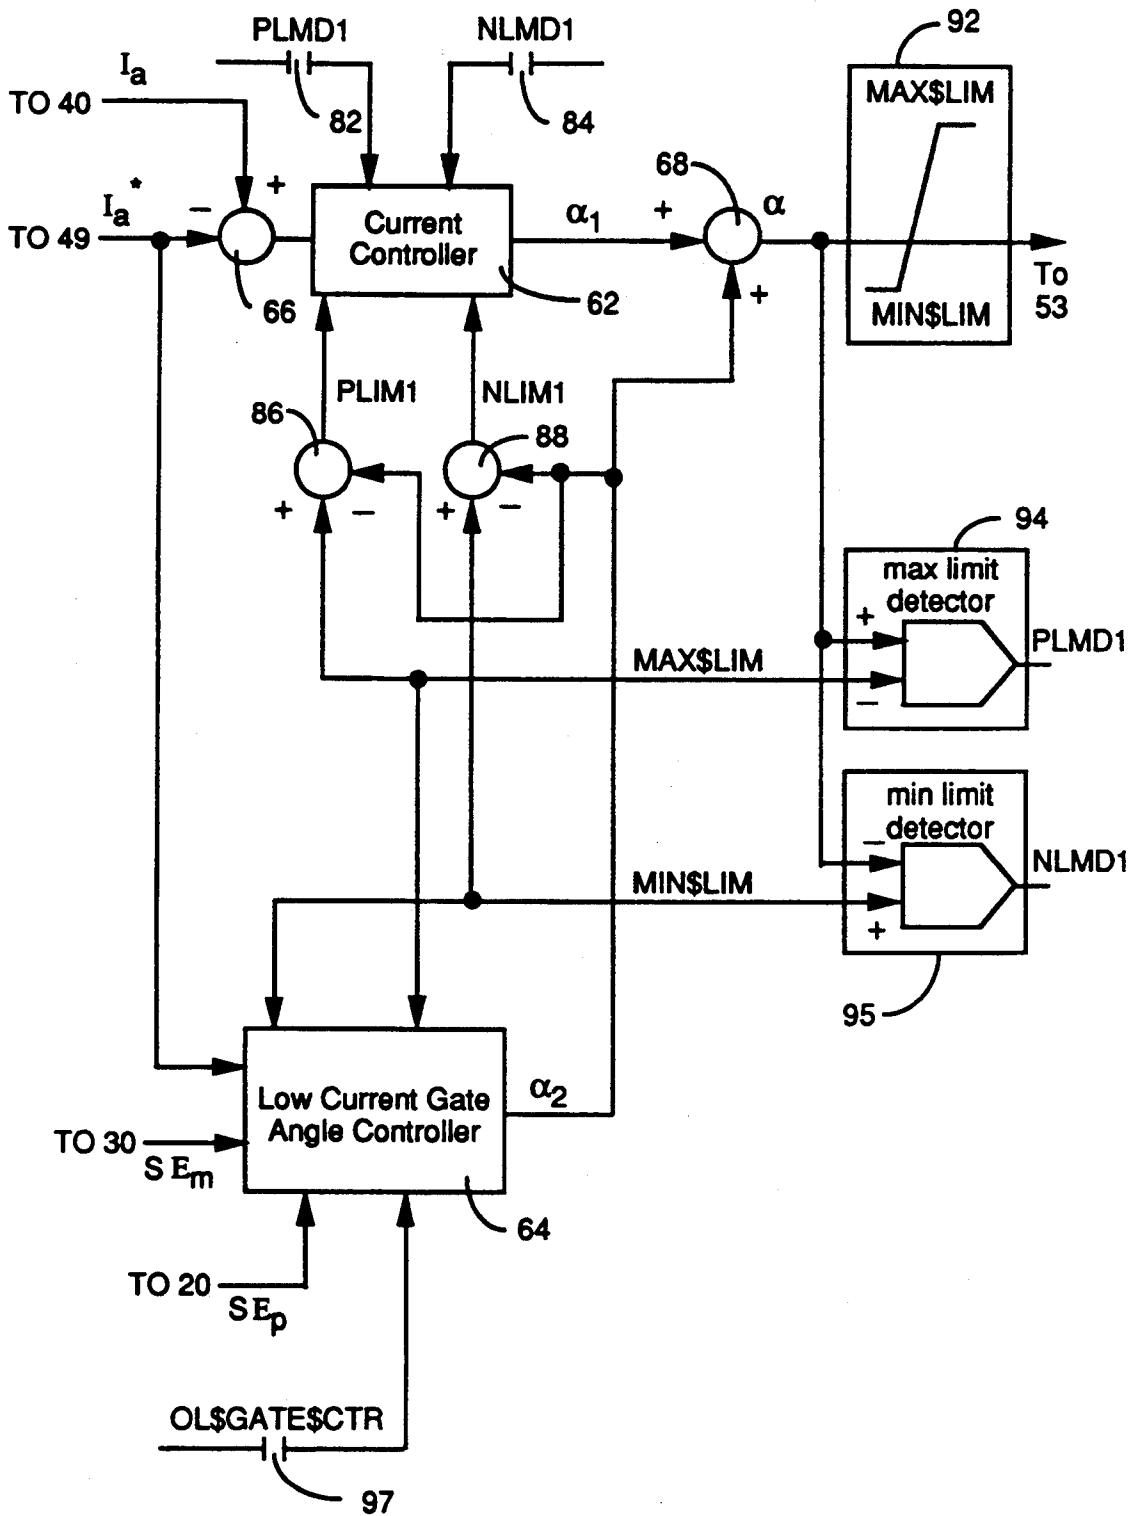 PLMD1
NLMD1
92
Ia
TO 40
82
84
MAX$LIM
68
+
Ia*
−
TO 49
Current
Controller
α1
+
α
66
62
+
To
53
MIN$LIM
PLIM1
NLIM1
86
88
+
−
+
−
94
max limit
detector
+
−
PLMD1
MAX$LIM
min limit
detector
−
+
NLMD1
MIN$LIM
95
α2
Low Current Gate
Angle Controller
TO 30
SEm
64
TO 20
SEp
OL$GATE$CTR
97